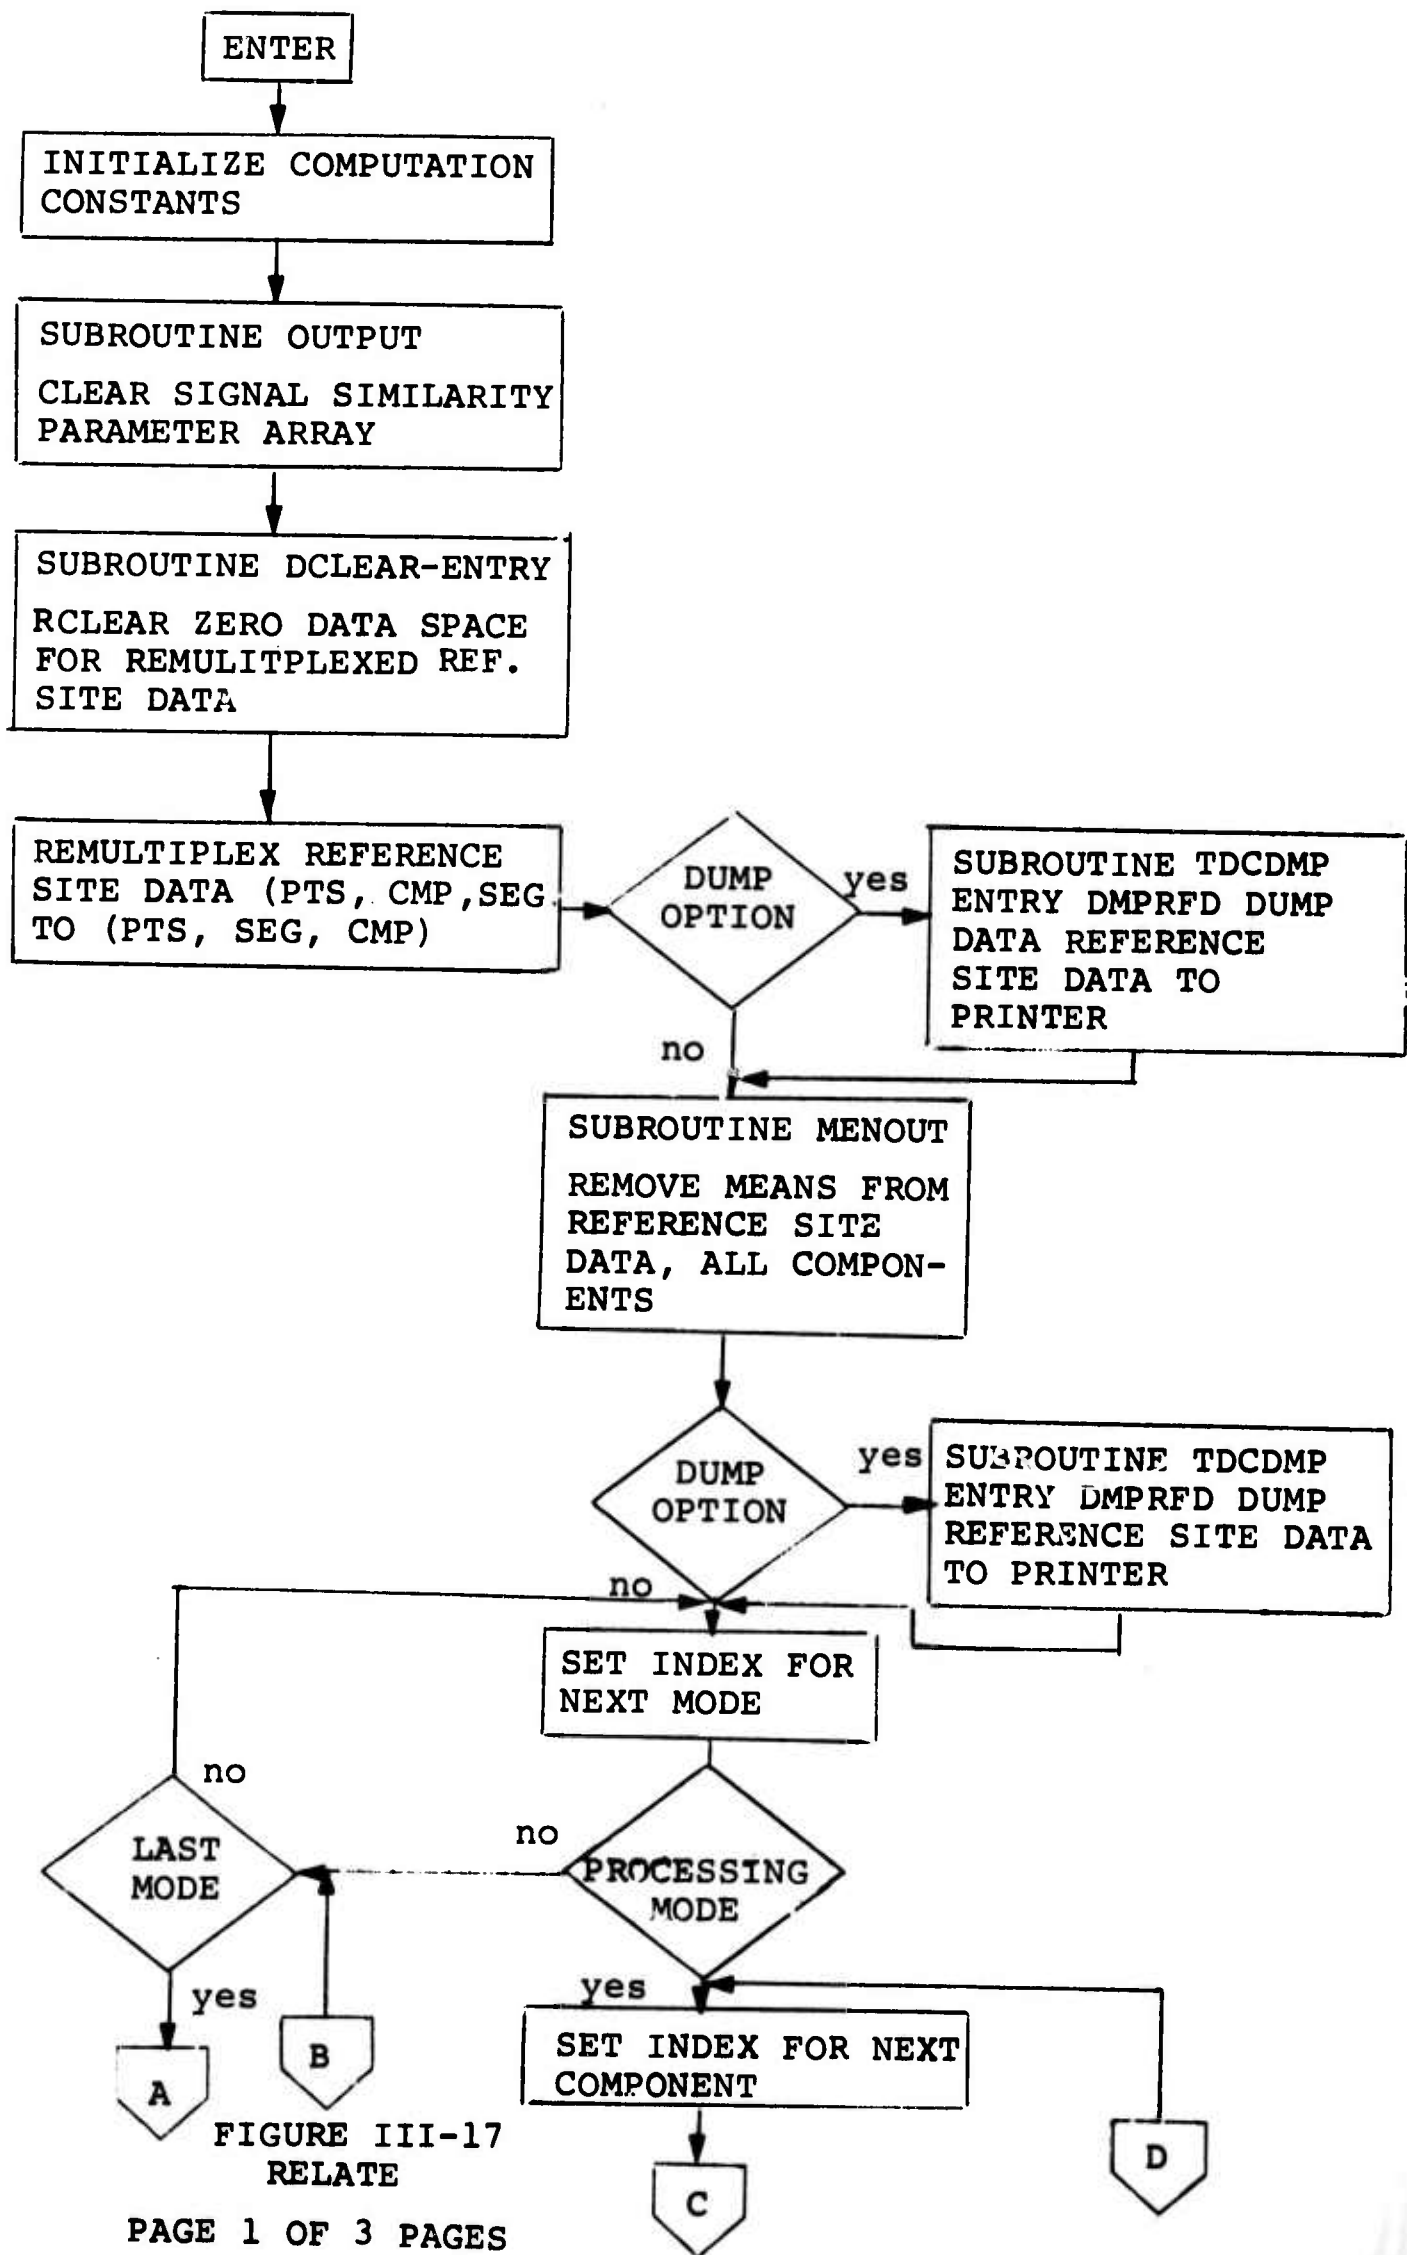 ENTER
INITIALIZE COMPUTATION
CONSTANTS
SUBROUTINE OUTPUT
CLEAR SIGNAL SIMILARITY
PARAMETER ARRAY
SUBROUTINE DCLEAR-ENTRY
RCLEAR ZERO DATA SPACE
FOR REMULITPLEXED REF.
SITE DATA
REMULTIPLEX REFERENCE
SITE DATA (PTS, CMP,SEG
TO (PTS, SEG, CMP)
DUMP
OPTION
yes
SUBROUTINE TDCDMP
ENTRY DMPRFD DUMP
DATA REFERENCE
SITE DATA TO
PRINTER
no
SUBROUTINE MENOUT
REMOVE MEANS FROM
REFERENCE SITE
DATA, ALL COMPON-
ENTS
DUMP
OPTION
yes
SUBROUTINE TDCDMP
ENTRY DMPRFD DUMP
REFERENCE SITE DATA
TO PRINTER
no
SET INDEX FOR
NEXT MODE
no
LAST
MODE
no
PROCESSING
MODE
yes
yes
SET INDEX FOR NEXT
COMPONENT
A
B
C
D
FIGURE III-17
RELATE
PAGE 1 OF 3 PAGES